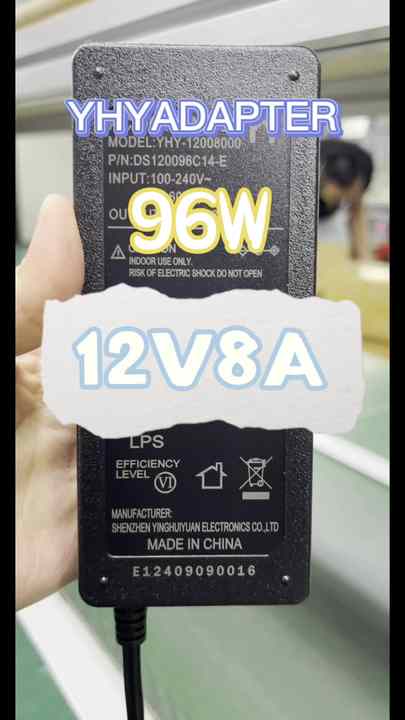 YHYADAPTER
MODEL:YHY-12008000
P/N:DS120096C14-E
INPUT:100-240V~
96W
INDOOR USE ONLY.
RISK OF ELECTRIC SHOCK DO NOT OPEN
12V8A
LPS
EFFICIENCY
LEVEL VI
MANUFACTURER:
SHENZHEN YINGHUIYUAN ELECTRONICS CO.,LTD
MADE IN CHINA
E12409090016